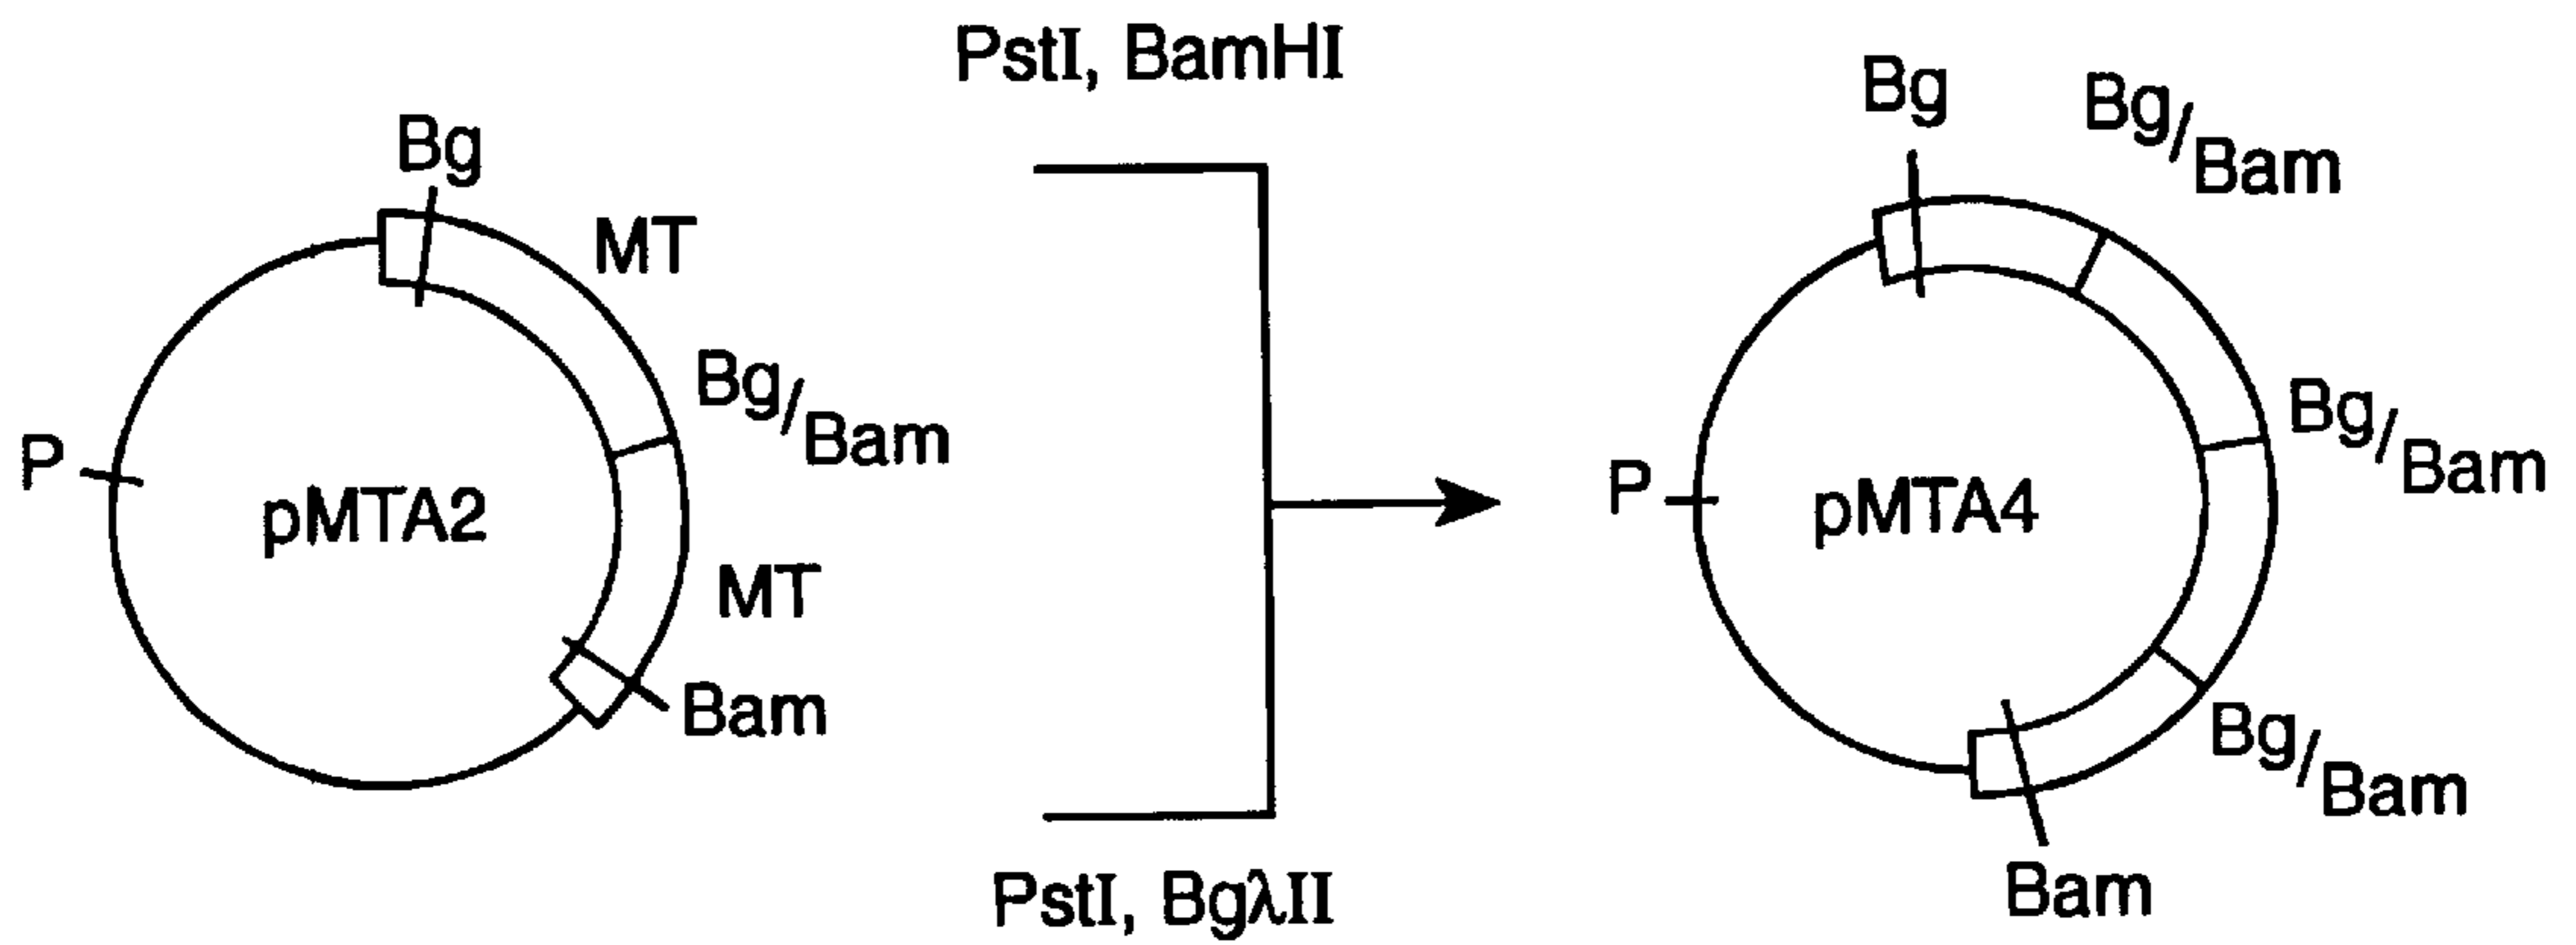 PstI, BamHI
Bg
MT
Bg/Bam
P
pMTA2
MT
Bam
PstI, BgλII
Bg
Bg/Bam
Bg/Bam
P
pMTA4
Bg/Bam
Bam